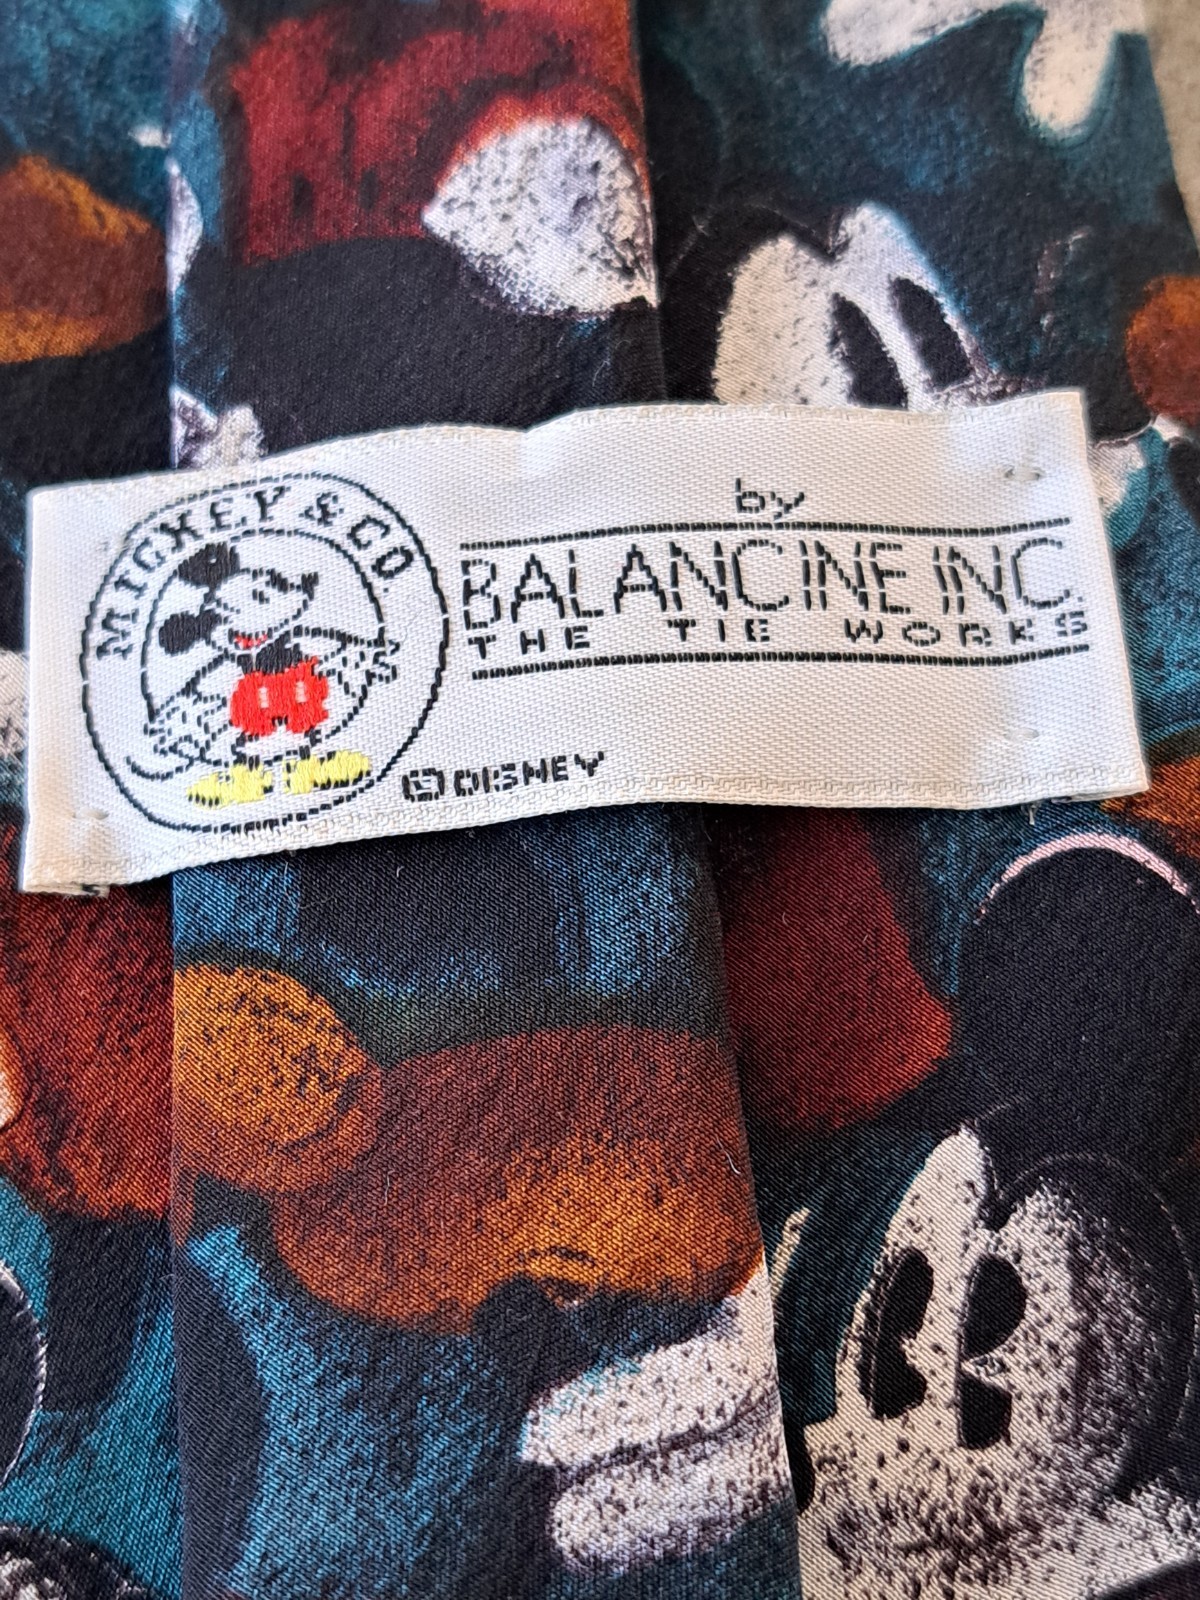 MICKEY & CO.
by
BALANCINE INC.
THE TIE WORKS
© DISNEY